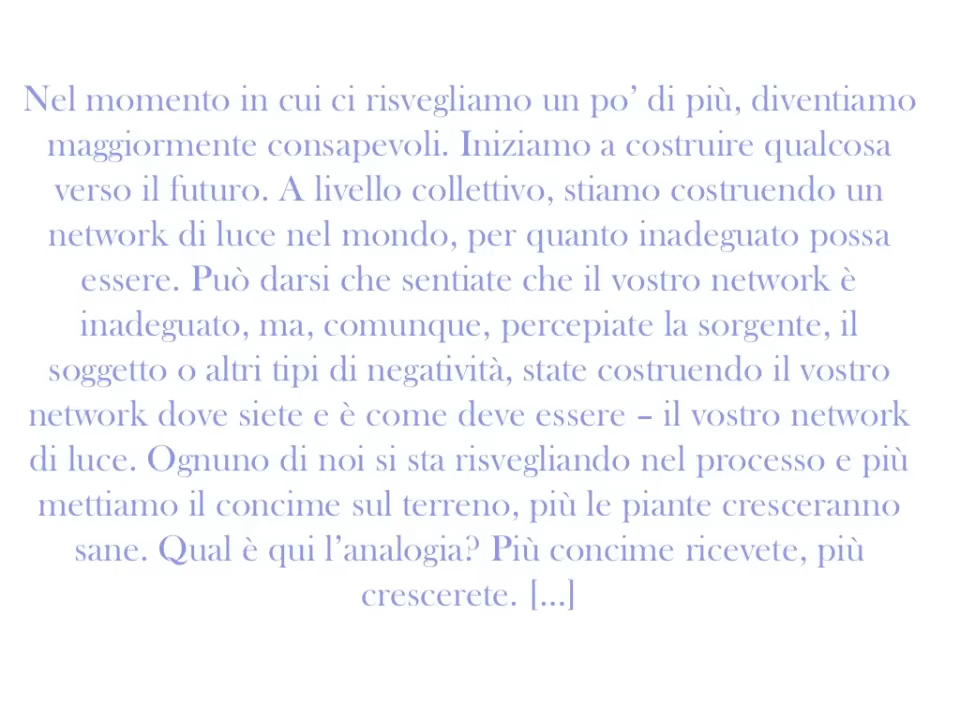 Nel momento in cui ci risvegliamo un po’ di più, diventiamo
maggiormente consapevoli. Iniziamo a costruire qualcosa
verso il futuro. A livello collettivo, stiamo costruendo un
network di luce nel mondo, per quanto inadeguato possa
essere. Può darsi che sentiate che il vostro network è
inadeguato, ma, comunque, percepiate la sorgente, il
soggetto o altri tipi di negatività, state costruendo il vostro
network dove siete e è come deve essere – il vostro network
di luce. Ognuno di noi si sta risvegliando nel processo e più
mettiamo il concime sul terreno, più le piante cresceranno
sane. Qual è qui l’analogia? Più concime ricevete, più
crescerete. [...]